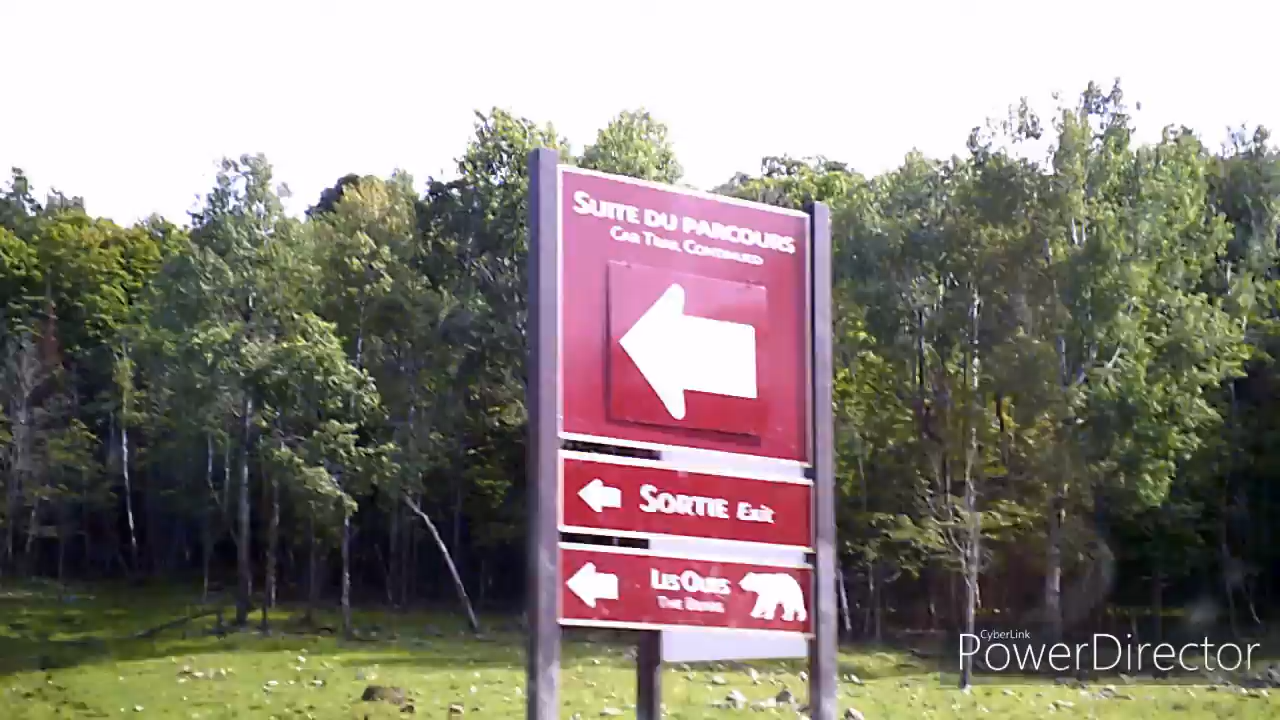 SUITE DU PARCOURS
CAR TRAIL CONTINUED
SORTIE Exit
LES OURS
THE BEARS
CyberLink
PowerDirector